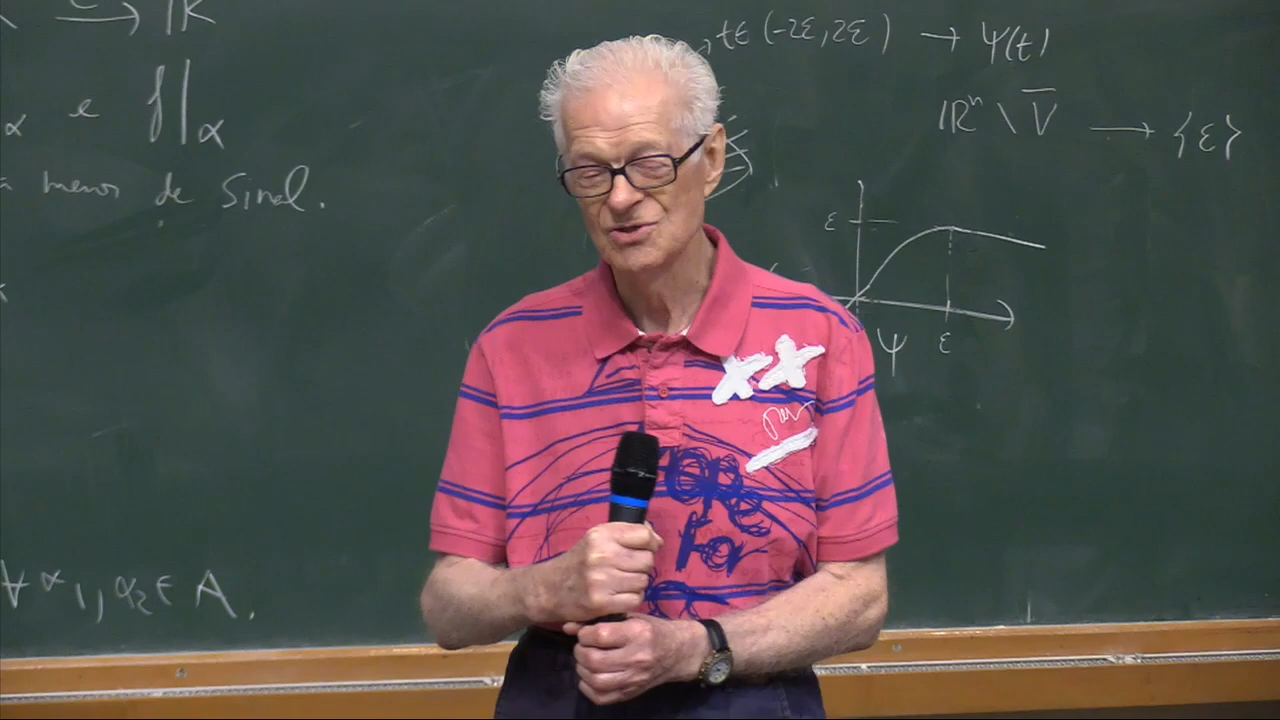 → ℝ
α e f|α
a menos de sinal.
∀ α₁, α₂ ∈ A.
t∈ (-2ε, 2ε) → ψ(t)
ℝⁿ \ V̅ → {ε}
ε
ψ ε